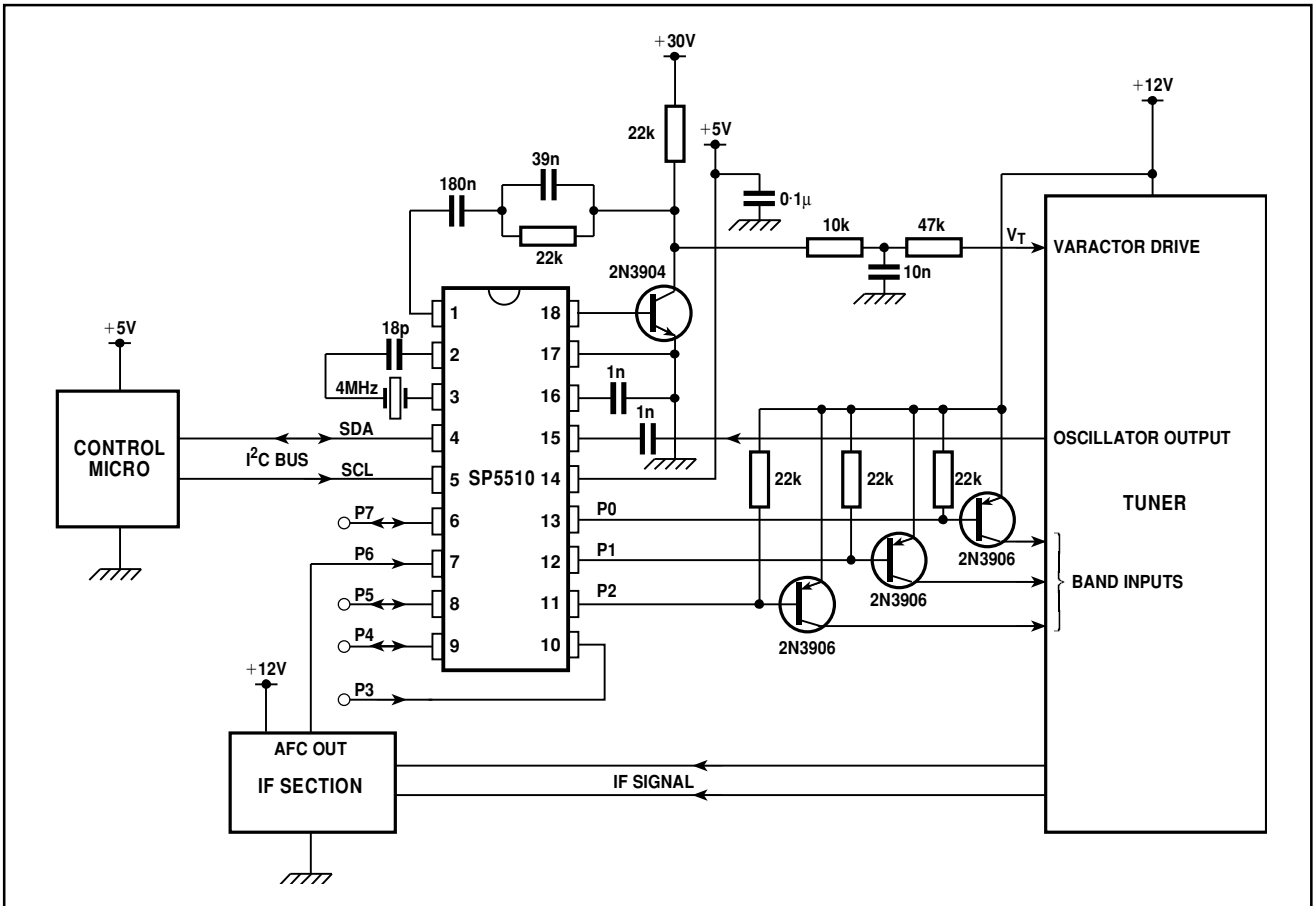 +30V
+12V
22k
+5V
39n
180n
0·1µ
22k
10k
47k
VT
VARACTOR DRIVE
10n
2N3904
1
18
+5V
18p
2
17
4MHz
3
16
1n
1n
CONTROL
MICRO
SDA
I2C BUS
SCL
4
15
OSCILLATOR OUTPUT
5
SP5510
14
22k
22k
22k
TUNER
P7
6
13
P0
2N3906
P6
7
12
P1
2N3906
BAND INPUTS
P5
8
11
P2
2N3906
P4
9
10
+12V
P3
AFC OUT
IF SECTION
IF SIGNAL